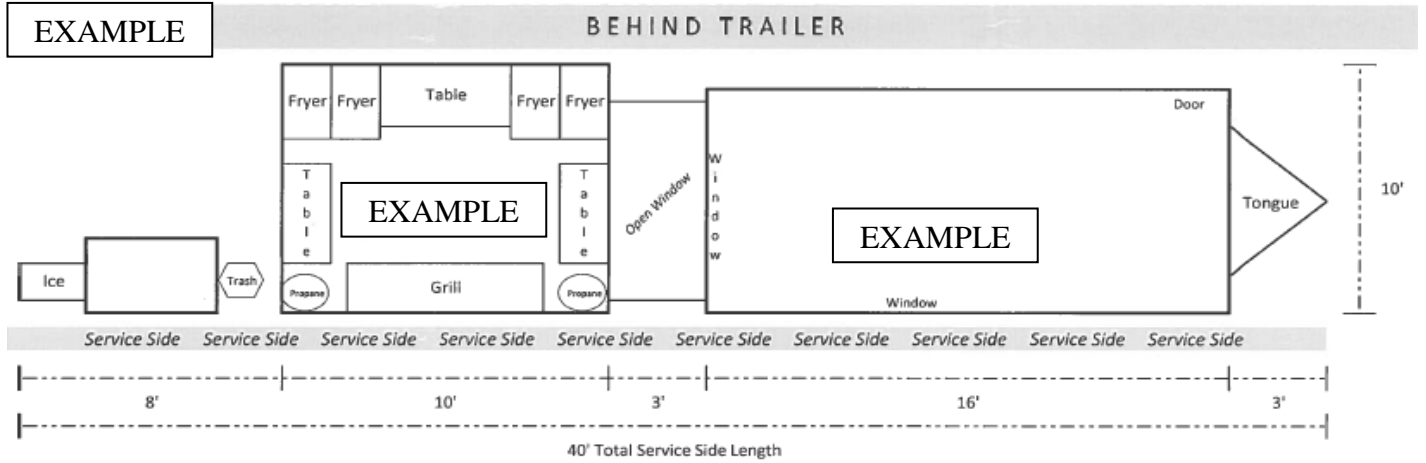 EXAMPLE
BEHIND TRAILER
Fryer Fryer Table Fryer Fryer
Door
Table
EXAMPLE
Table
Open Window
Window
EXAMPLE
Tongue
10'
Ice
Trash
Propane
Grill
Propane
Window
Service Side Service Side Service Side Service Side Service Side Service Side Service Side Service Side Service Side Service Side
8' 10' 3' 16' 3'
40' Total Service Side Length